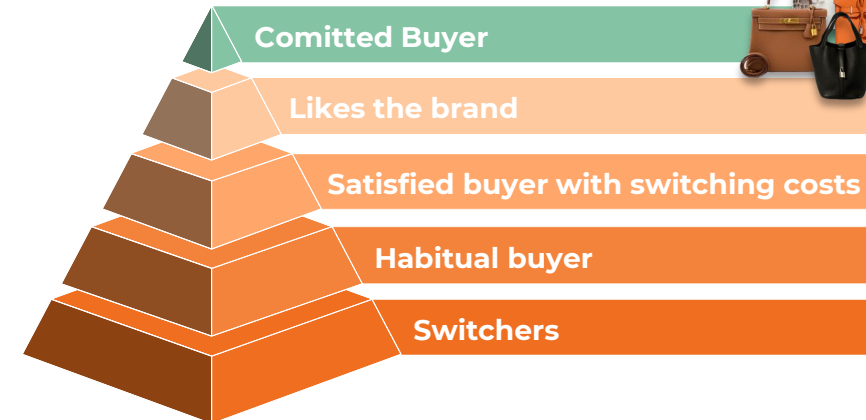 Comitted Buyer
Likes the brand
Satisfied buyer with switching costs
Habitual buyer
Switchers